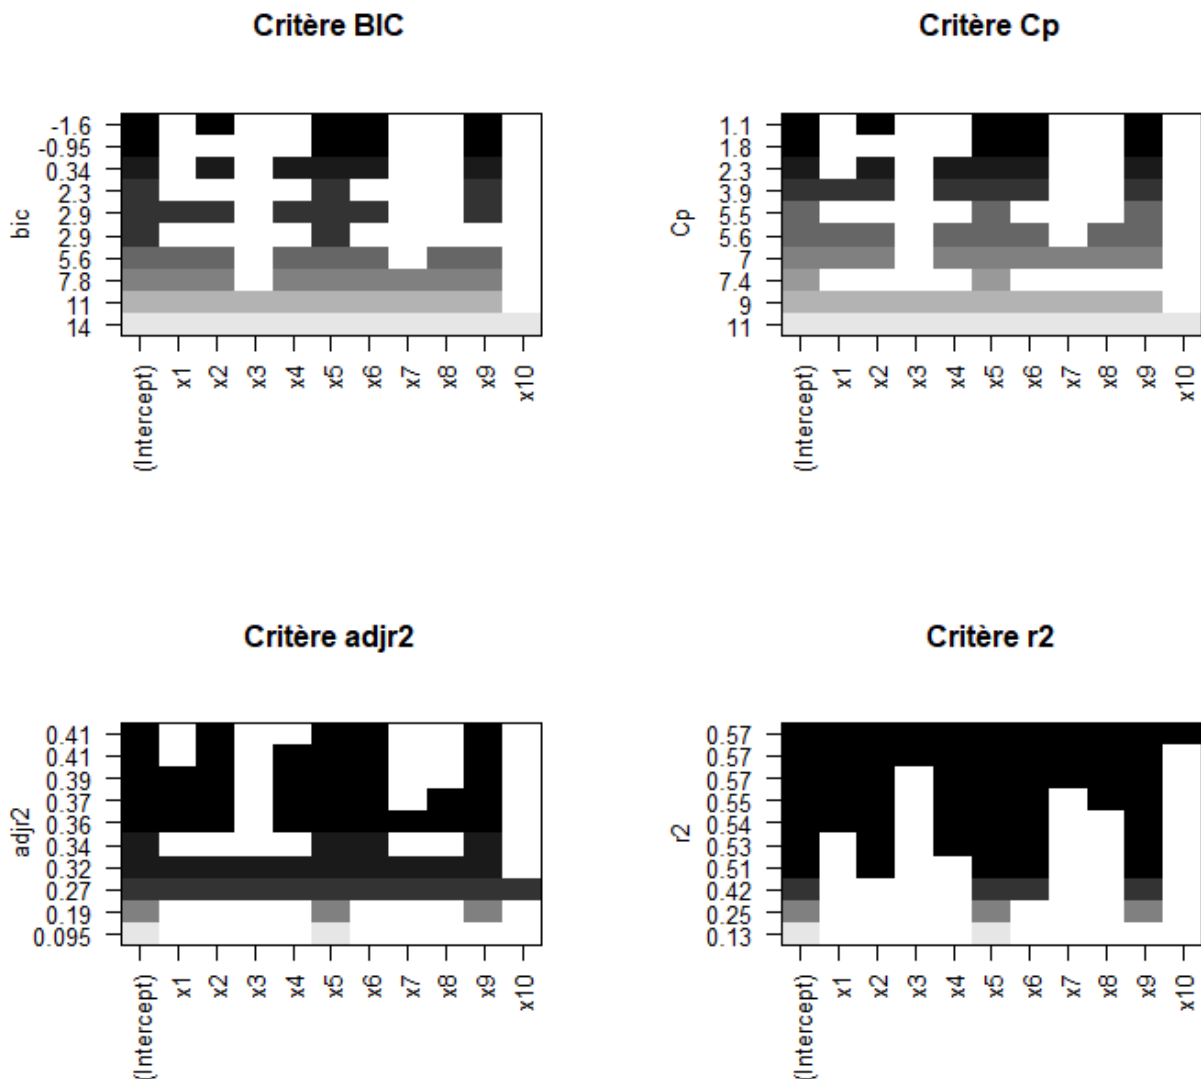 Critère BIC
bic
-1.6
-0.95
0.34
2.3
2.9
2.9
5.6
7.8
11
14
(Intercept)
x1
x2
x3
x4
x5
x6
x7
x8
x9
x10
Critère Cp
Cp
1.1
1.8
2.3
3.9
5.5
5.6
7
7.4
9
11
(Intercept)
x1
x2
x3
x4
x5
x6
x7
x8
x9
x10
Critère adjr2
adjr2
0.41
0.41
0.39
0.37
0.36
0.34
0.32
0.27
0.19
0.095
(Intercept)
x1
x2
x3
x4
x5
x6
x7
x8
x9
x10
Critère r2
r2
0.57
0.57
0.57
0.55
0.54
0.53
0.51
0.42
0.25
0.13
(Intercept)
x1
x2
x3
x4
x5
x6
x7
x8
x9
x10